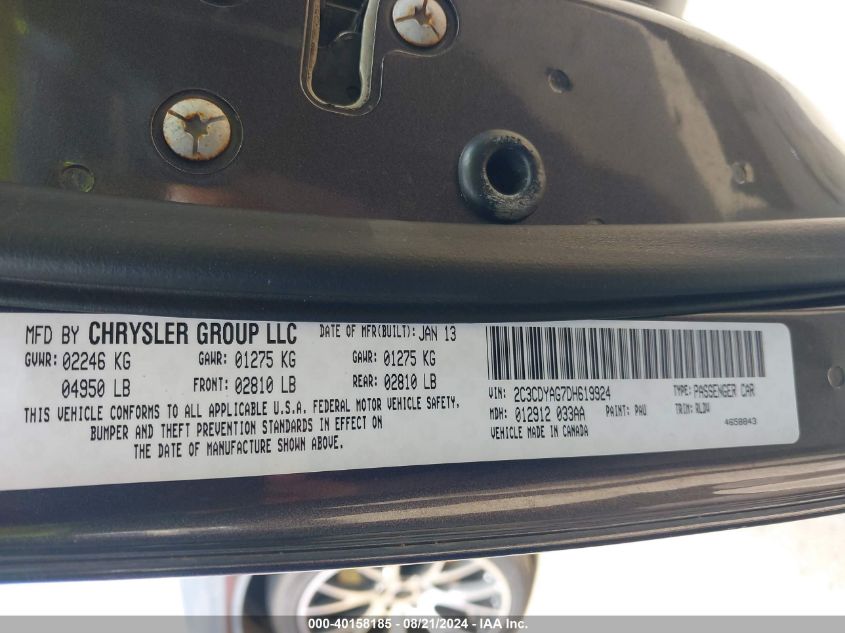 MFD BY CHRYSLER GROUP LLC DATE OF MFR(BUILT): JAN 13
GVWR: 02246 KG GAWR: 01275 KG GAWR: 01275 KG
04950 LB FRONT: 02810 LB REAR: 02810 LB
THIS VEHICLE CONFORMS TO ALL APPLICABLE U.S.A. FEDERAL MOTOR VEHICLE SAFETY,
BUMPER AND THEFT PREVENTION STANDARDS IN EFFECT ON
THE DATE OF MANUFACTURE SHOWN ABOVE.
VIN: 2C3CDYAG7DH619924 TYPE: PASSENGER CAR
MDH: 012912 033AA PAINT: PAU TRIM: RLDV
VEHICLE MADE IN CANADA 4658843
000-40158185 - 08/21/2024 - IAA Inc.